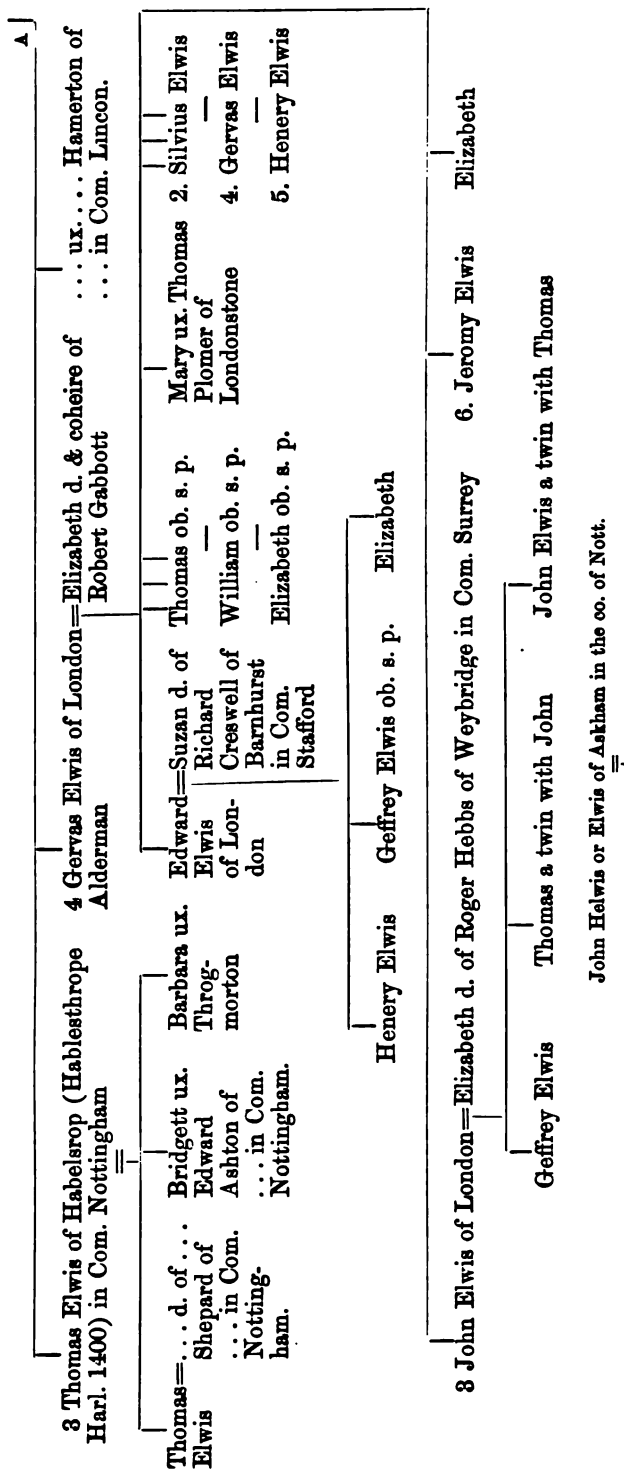 A
3 Thomas Elwis of Habelsrop (Hablesthrope
Harl. 1400) in Com. Nottingham
4 Gervas Elwis of London=Elizabeth d. & coheire of
Alderman
Robert Gabbott
... ux.... Hamerton of
... in Com. Lincon.
Thomas=... d. of ...
Elwis
Shepard of
... in Com.
Notting-
ham.
Bridgett ux.
Edward
Ashton of
... in Com.
Nottingham.
Barbara ux.
Throg-
morton
Edward=Suzan d. of
Elwis
of Lon-
don
Richard
Creswell of
Barnhurst
in Com.
Stafford
Thomas ob. s. p.
William ob. s. p.
Elizabeth ob. s. p.
Mary ux. Thomas
Plomer of
Londonstone
2. Silvius Elwis
4. Gervas Elwis
5. Henery Elwis
Henery Elwis
Geffrey Elwis ob. s. p.
Elizabeth
3 John Elwis of London=Elizabeth d. of Roger Hebbs of Weybridge in Com. Surrey
6. Jeromy Elwis
Elizabeth
Geffrey Elwis
Thomas a twin with John
John Elwis a twin with Thomas
John Helwis or Elwis of Askham in the co. of Nott.